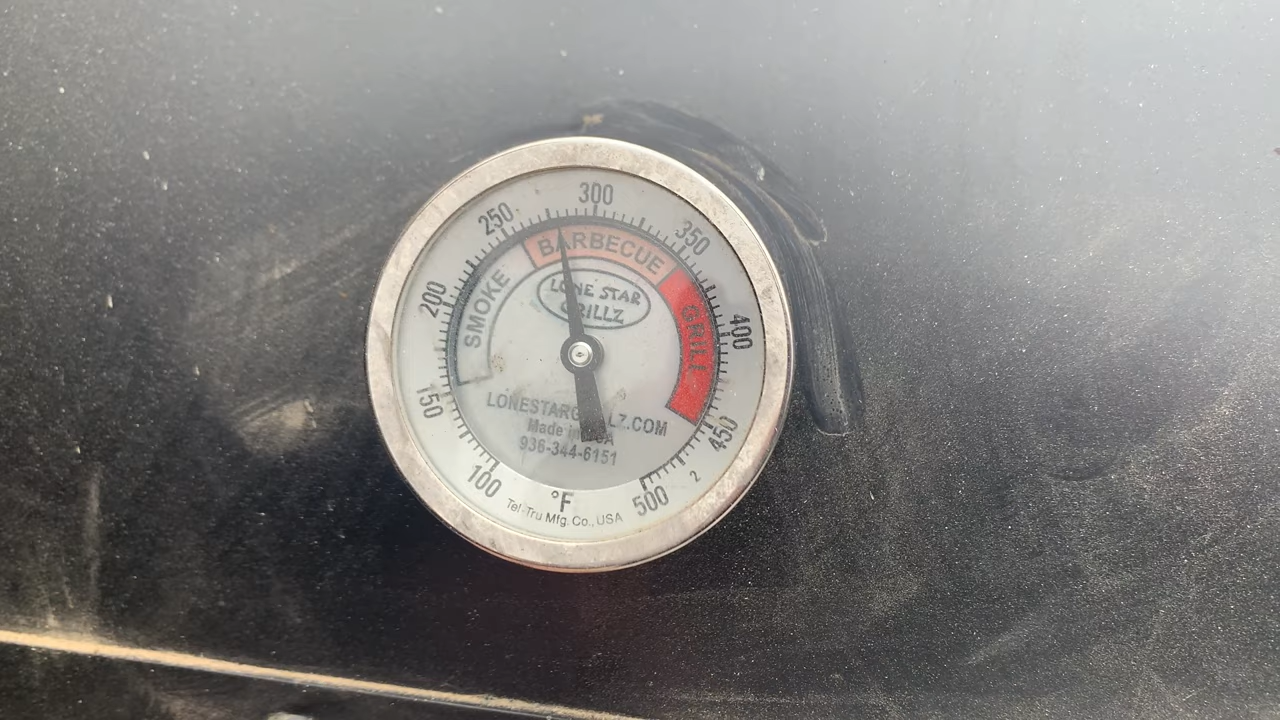 100
150
200
250
300
350
400
450
500
2
SMOKE
BARBECUE
GRILL
LONE STAR
GRILLZ
LONESTARG LLZ.COM
Made in
936-344-6151
°F
Tel-Tru Mfg. Co., USA